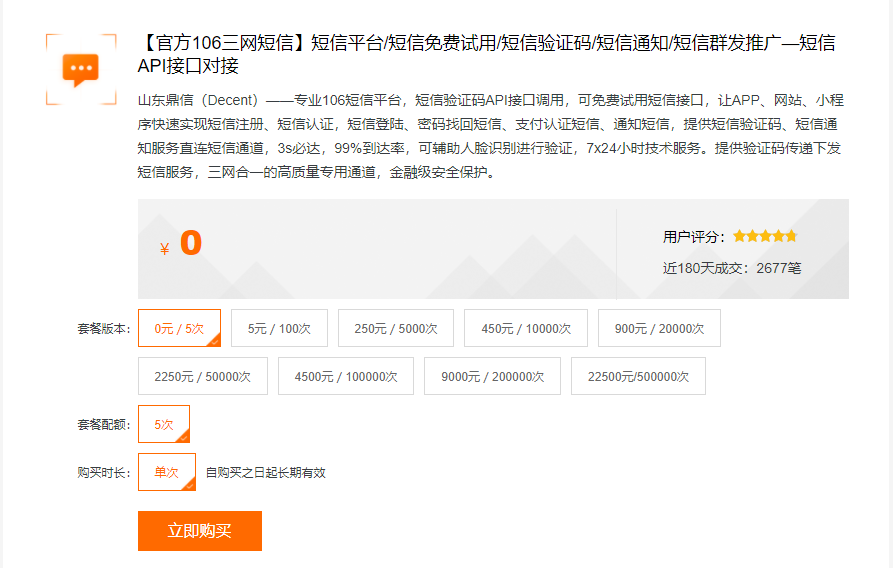 【官方106三网短信】短信平台/短信免费试用/短信验证码/短信通知/短信群发推广—短信
API接口对接
山东鼎信（Decent）——专业106短信平台，短信验证码API接口调用，可免费试用短信接口，让APP、网站、小程
序快速实现短信注册、短信认证，短信登陆、密码找回短信、支付认证短信、通知短信，提供短信验证码、短信通
知服务直连短信通道，3s必达，99%到达率，可辅助人脸识别进行验证，7x24小时技术服务。提供验证码传递下发
短信服务，三网合一的高质量专用通道，金融级安全保护。
¥ 0
用户评分：
近180天成交：2677笔
套餐版本： 0元 / 5次 5元 / 100次 250元 / 5000次 450元 / 10000次 900元 / 20000次
2250元 / 50000次 4500元 / 100000次 9000元 / 200000次 22500元/500000次
套餐配额： 5次
购买时长： 单次 自购买之日起长期有效
立即购买